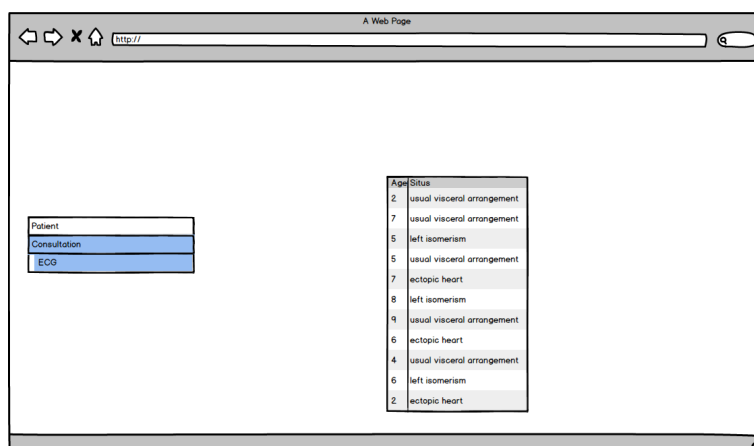 A Web Page
http://
Patient
Consultation
ECG
Age Situs
2 usual visceral arrangement
7 usual visceral arrangement
5 left isomerism
5 usual visceral arrangement
7 ectopic heart
8 left isomerism
9 usual visceral arrangement
6 ectopic heart
4 usual visceral arrangement
6 left isomerism
2 ectopic heart